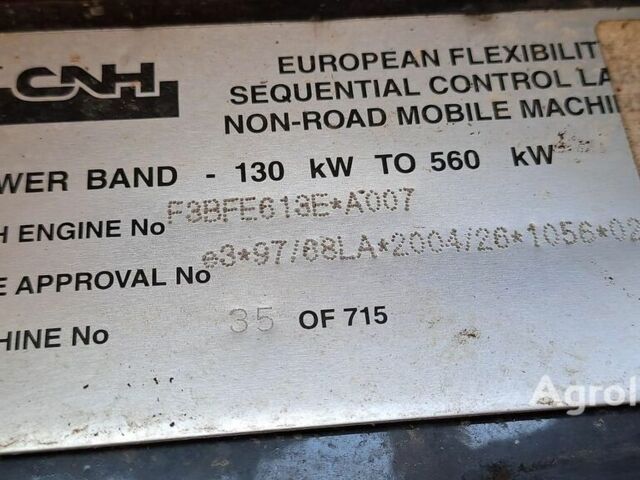 CNH
EUROPEAN FLEXIBILIT
SEQUENTIAL CONTROL LA
NON-ROAD MOBILE MACHI
WER BAND - 130 kW TO 560 kW
H ENGINE No F3BFE613E*A007
E APPROVAL No e3*97/68LA*2004/26*1056*02
HINE No 35 OF 715
Agrol